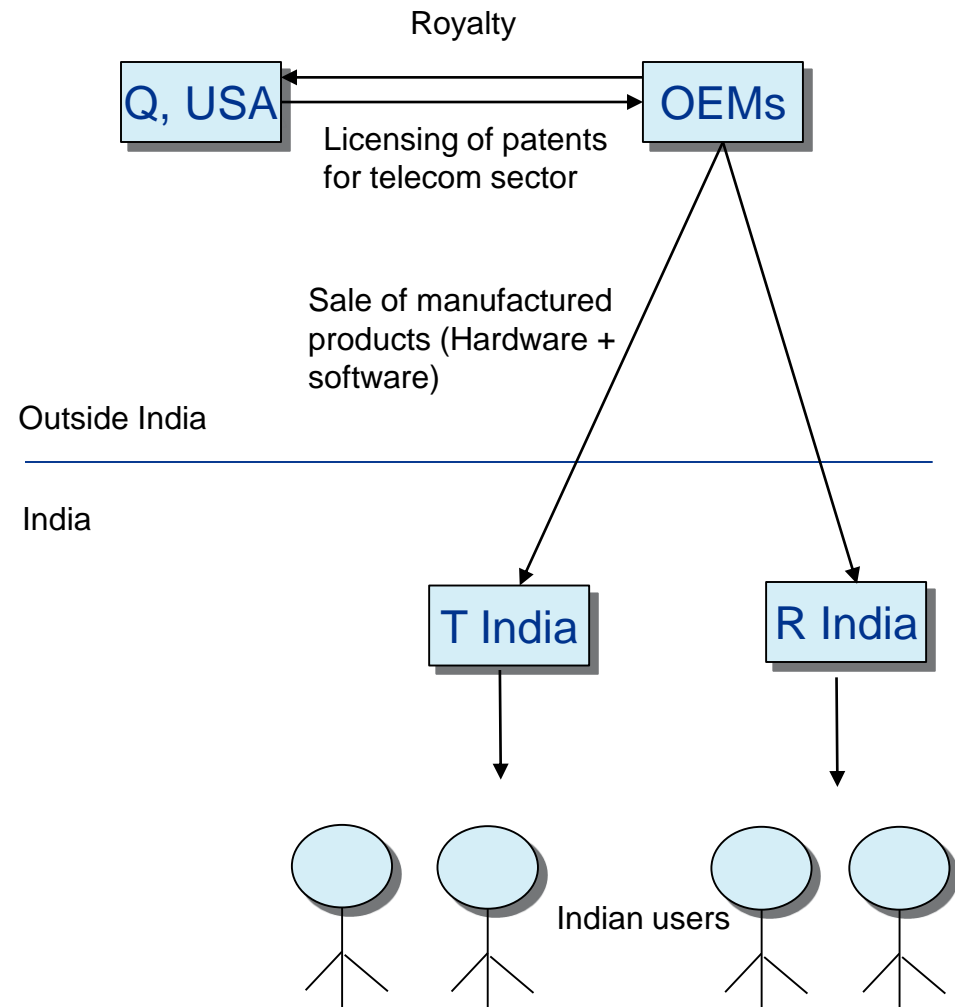 Royalty
Q, USA
OEMs
Licensing of patents
for telecom sector
Sale of manufactured
products (Hardware +
software)
Outside India
India
T India
R India
Indian users